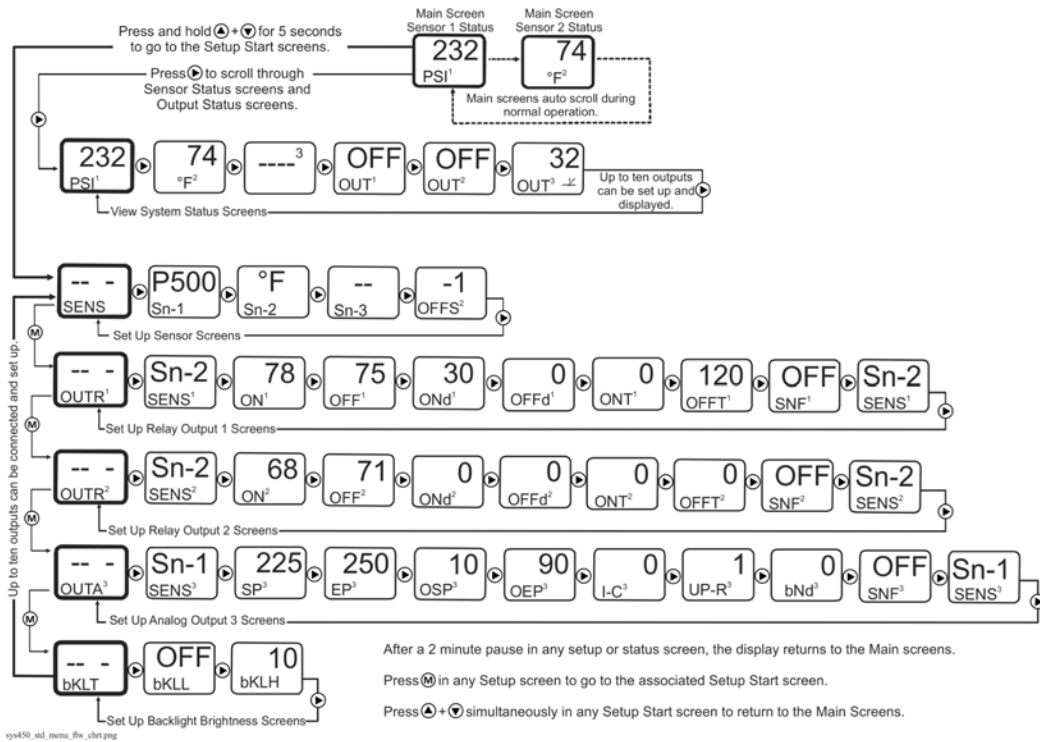 Main Screen Main Screen
Sensor 1 Status Sensor 2 Status
Press and hold + for 5 seconds
to go to the Setup Start screens.
232 74
PSI¹ °F²
Press to scroll through
Sensor Status screens and
Output Status screens.
Main screens auto scroll during
normal operation.
232 74 ----³ OFF OFF 32
PSI¹ °F² OUT¹ OUT² OUT³
Up to ten outputs
can be set up and
displayed.
View System Status Screens
-- - P500 °F -- -1
SENS Sn-1 Sn-2 Sn-3 OFFS²
Set Up Sensor Screens
M
Up to ten outputs can be connected and set up.
-- - Sn-2 78 75 30 0 0 120 OFF Sn-2
OUTR¹ SENS¹ ON¹ OFF¹ ONd¹ OFFd¹ ONT¹ OFFT¹ SNF¹ SENS¹
Set Up Relay Output 1 Screens
M
-- - Sn-2 68 71 0 0 0 0 OFF Sn-2
OUTR² SENS² ON² OFF² ONd² OFFd² ONT² OFFT² SNF² SENS²
Set Up Relay Output 2 Screens
M
-- - Sn-1 225 250 10 90 0 1 0 OFF Sn-1
OUTA³ SENS³ SP³ EP³ OSP³ OEP³ I-C³ UP-R³ bNd³ SNF³ SENS³
Set Up Analog Output 3 Screens
M
-- - OFF 10
bKLT bKLL bKLH
Set Up Backlight Brightness Screens
After a 2 minute pause in any setup or status screen, the display returns to the Main screens.
Press M in any Setup screen to go to the associated Setup Start screen.
Press + simultaneously in any Setup Start screen to return to the Main Screens.
sys450_std_menu_flw_chrt.png